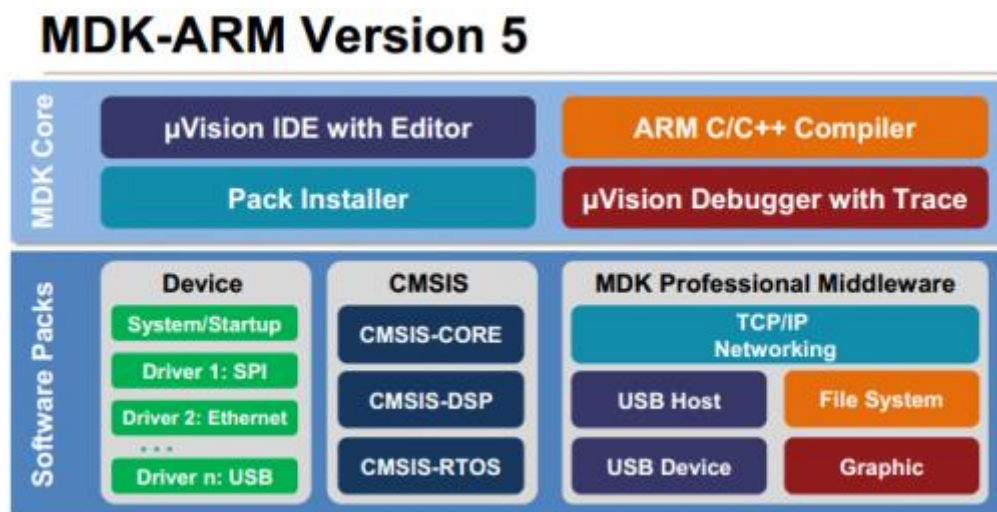 MDK-ARM Version 5
MDK Core
µVision IDE with Editor
ARM C/C++ Compiler
Pack Installer
µVision Debugger with Trace
Software Packs
Device
System/Startup
Driver 1: SPI
Driver 2: Ethernet
...
Driver n: USB
CMSIS
CMSIS-CORE
CMSIS-DSP
CMSIS-RTOS
MDK Professional Middleware
TCP/IP
Networking
USB Host
File System
USB Device
Graphic